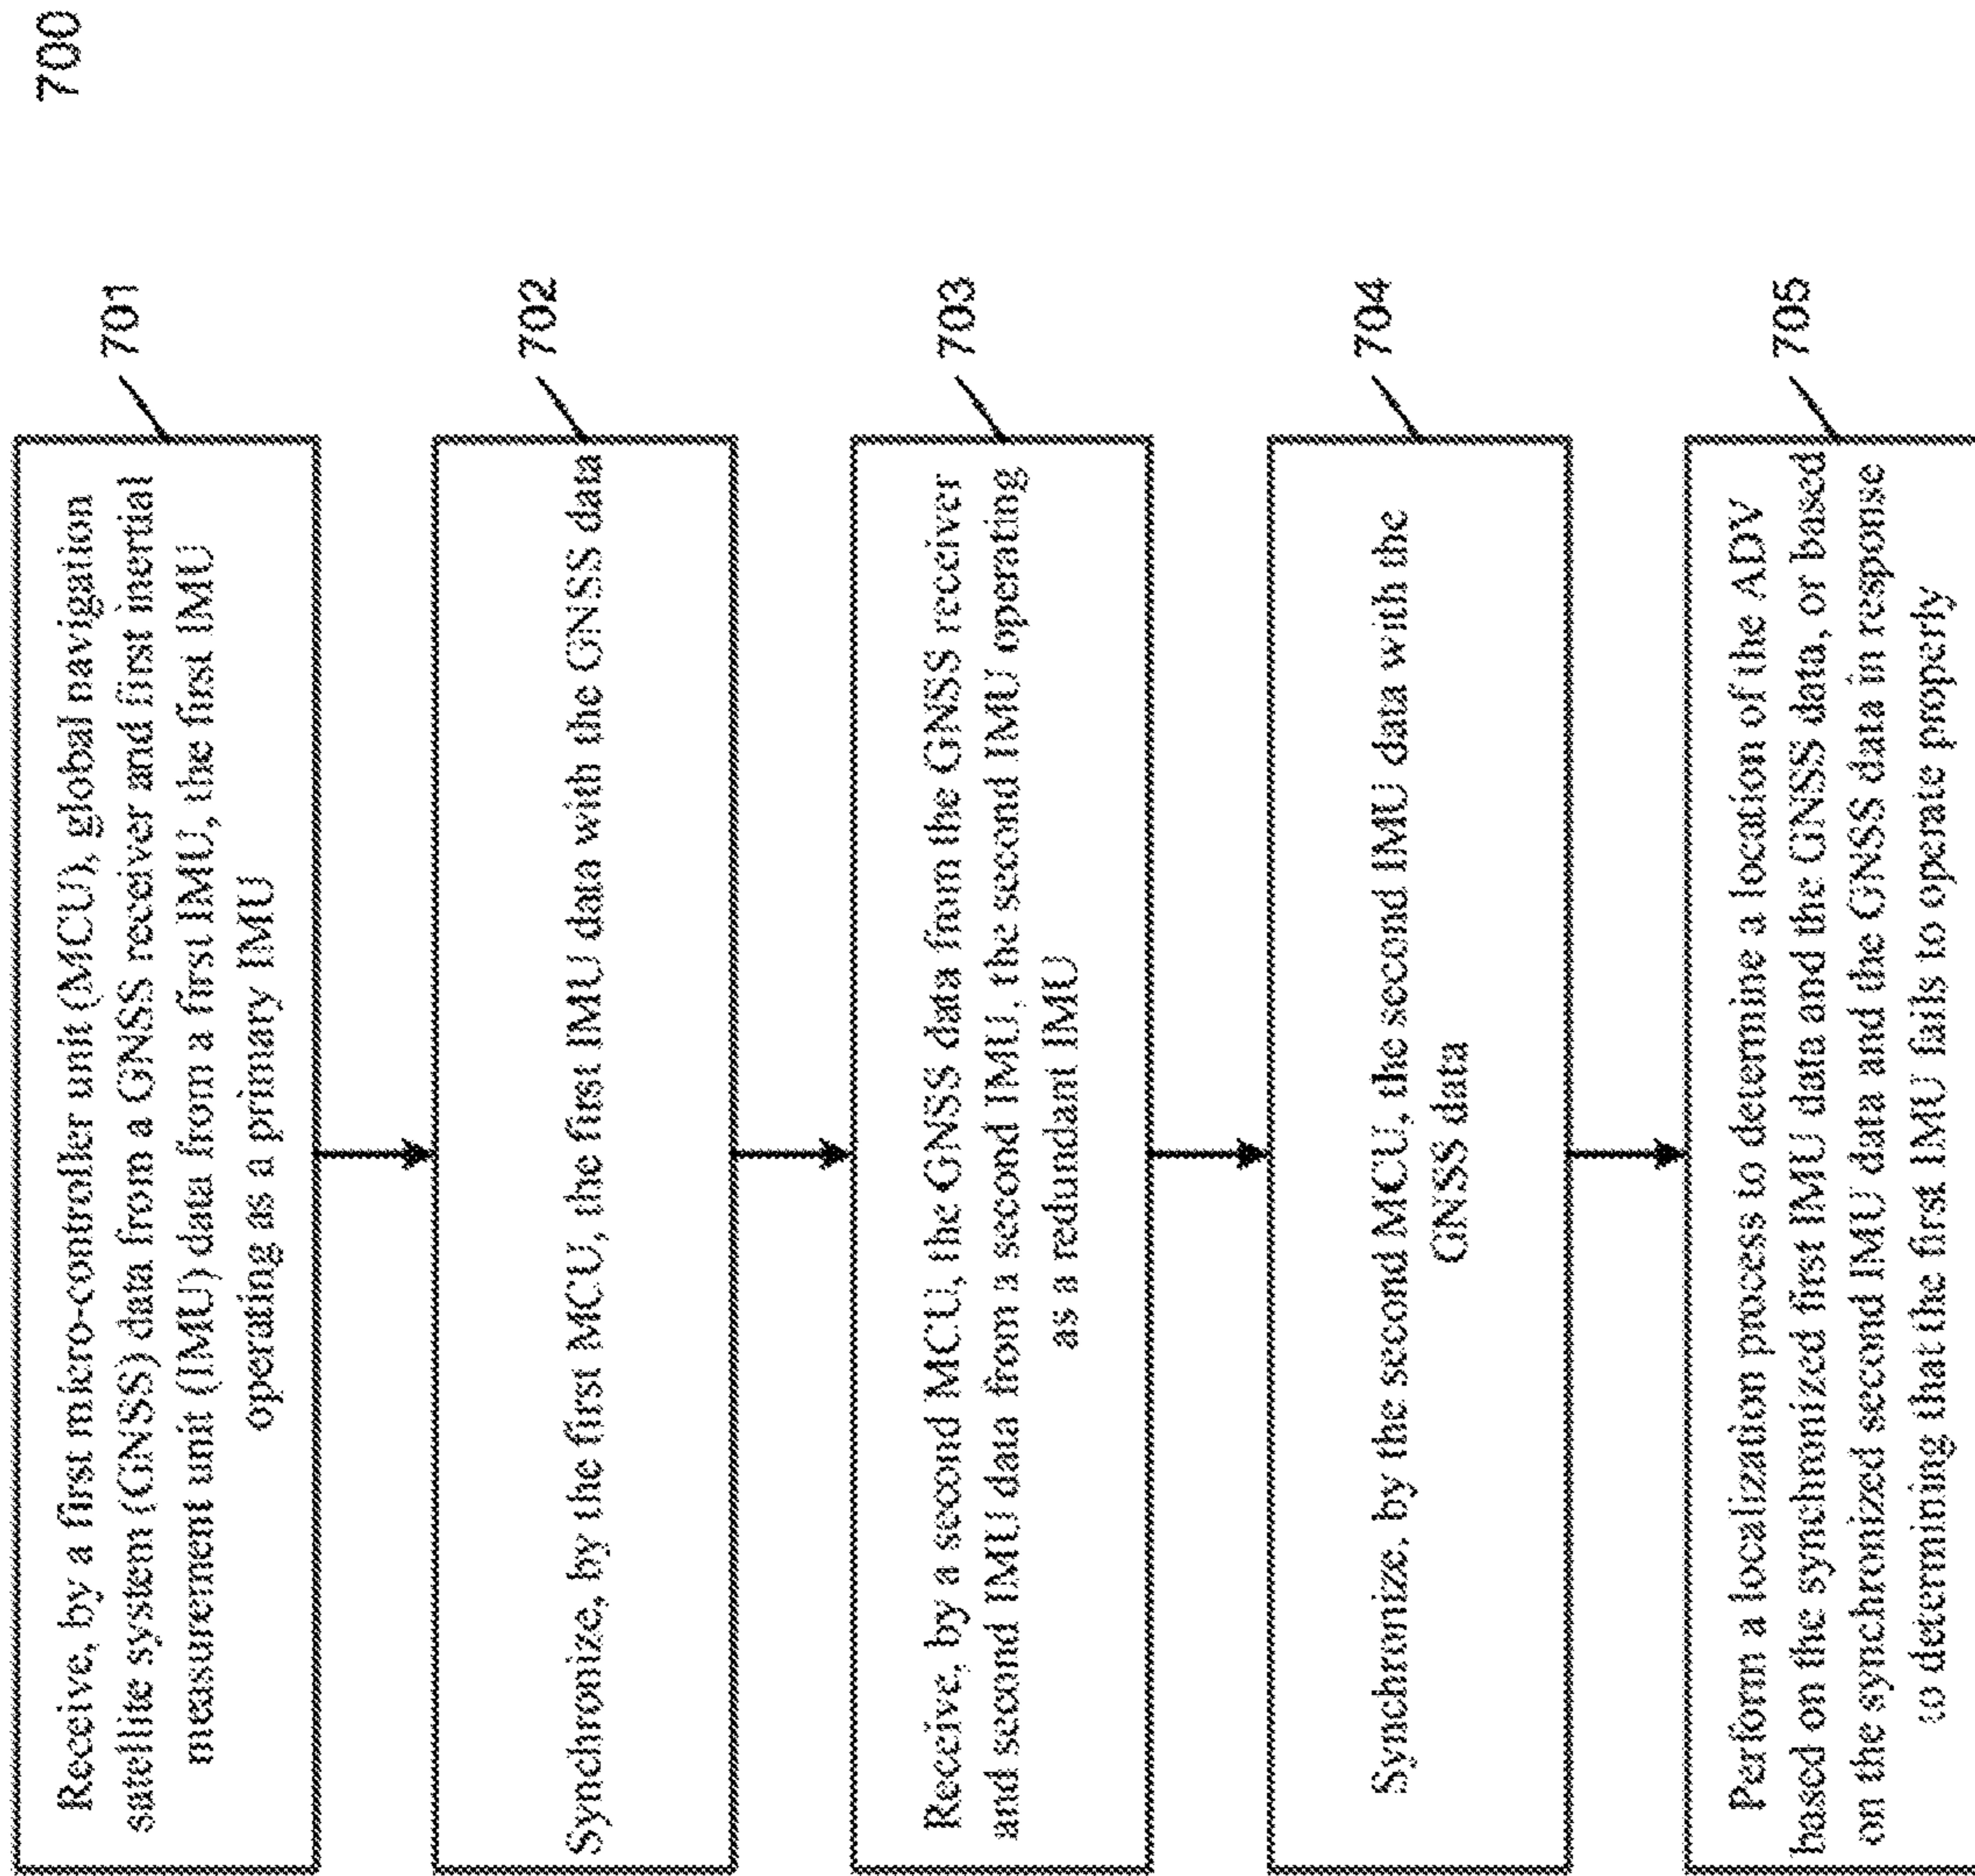 700
701
Receive, by a first micro-controller unit (MCU), global navigation
satellite system (GNSS) data from a GNSS receiver and first inertial
measurement unit (IMU) data from a first IMU, the first IMU
operating as a primary IMU
702
Synchronize, by the first MCU, the first IMU data with the GNSS data
703
Receive, by a second MCU, the GNSS data from the GNSS receiver
and second IMU data from a second IMU, the second IMU operating
as a redundant IMU
704
Synchronize, by the second MCU, the second IMU data with the
GNSS data
705
Perform a localization process to determine a location of the ADV
based on the synchronized first IMU data and the GNSS data, or based
on the synchronized second IMU data and the GNSS data in response
to determining that the first IMU fails to operate properly